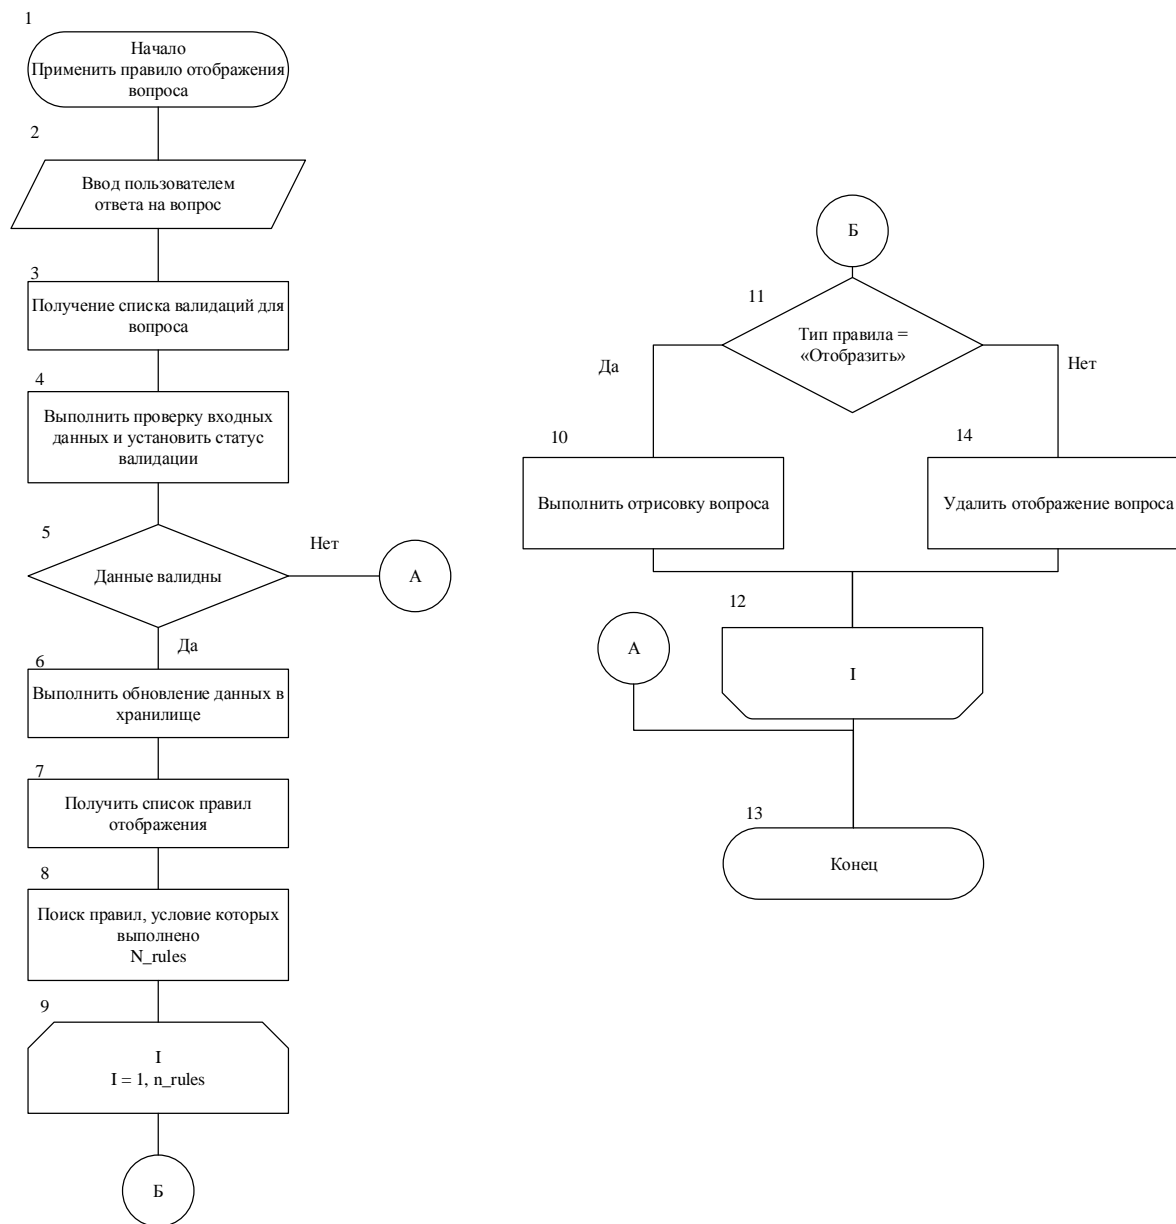 1
Начало
Применить правило отображения
вопроса
2
Ввод пользователем
ответа на вопрос
3
Получение списка валидаций для
вопроса
4
Выполнить проверку входных
данных и установить статус
валидации
5
Данные валидны
Нет
А
Да
6
Выполнить обновление данных в
хранилище
7
Получить список правил
отображения
8
Поиск правил, условие которых
выполнено
N_rules
9
I
I = 1, n_rules
Б
Б
11
Тип правила =
«Отобразить»
Да
Нет
10
Выполнить отрисовку вопроса
14
Удалить отображение вопроса
12
I
А
13
Конец